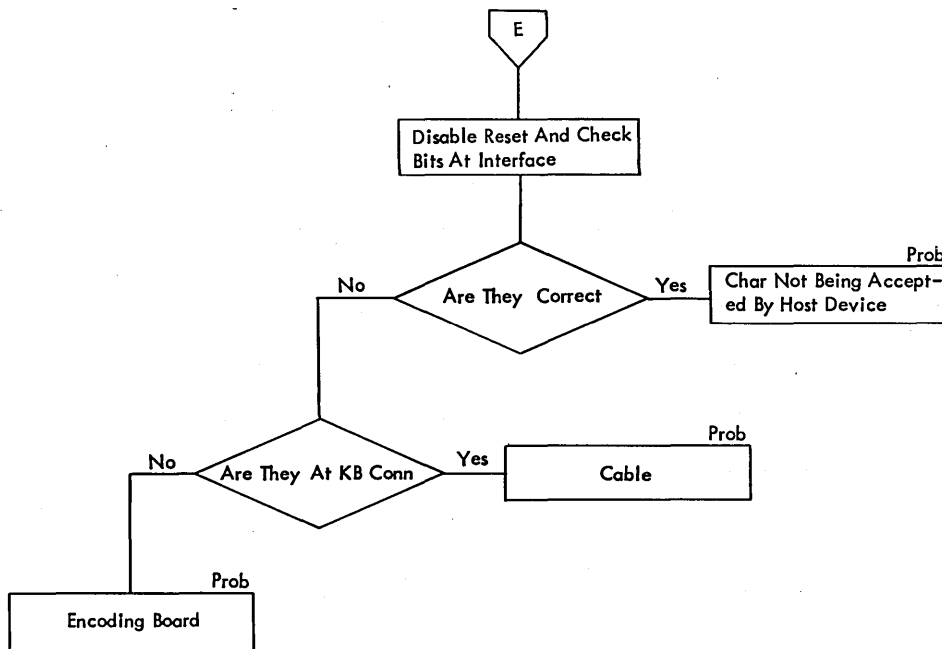 E
Disable Reset And Check
Bits At Interface
Prob
No
Are They Correct
Yes
Char Not Being Accept-
ed By Host Device
Prob
No
Are They At KB Conn
Yes
Cable
Prob
Encoding Board